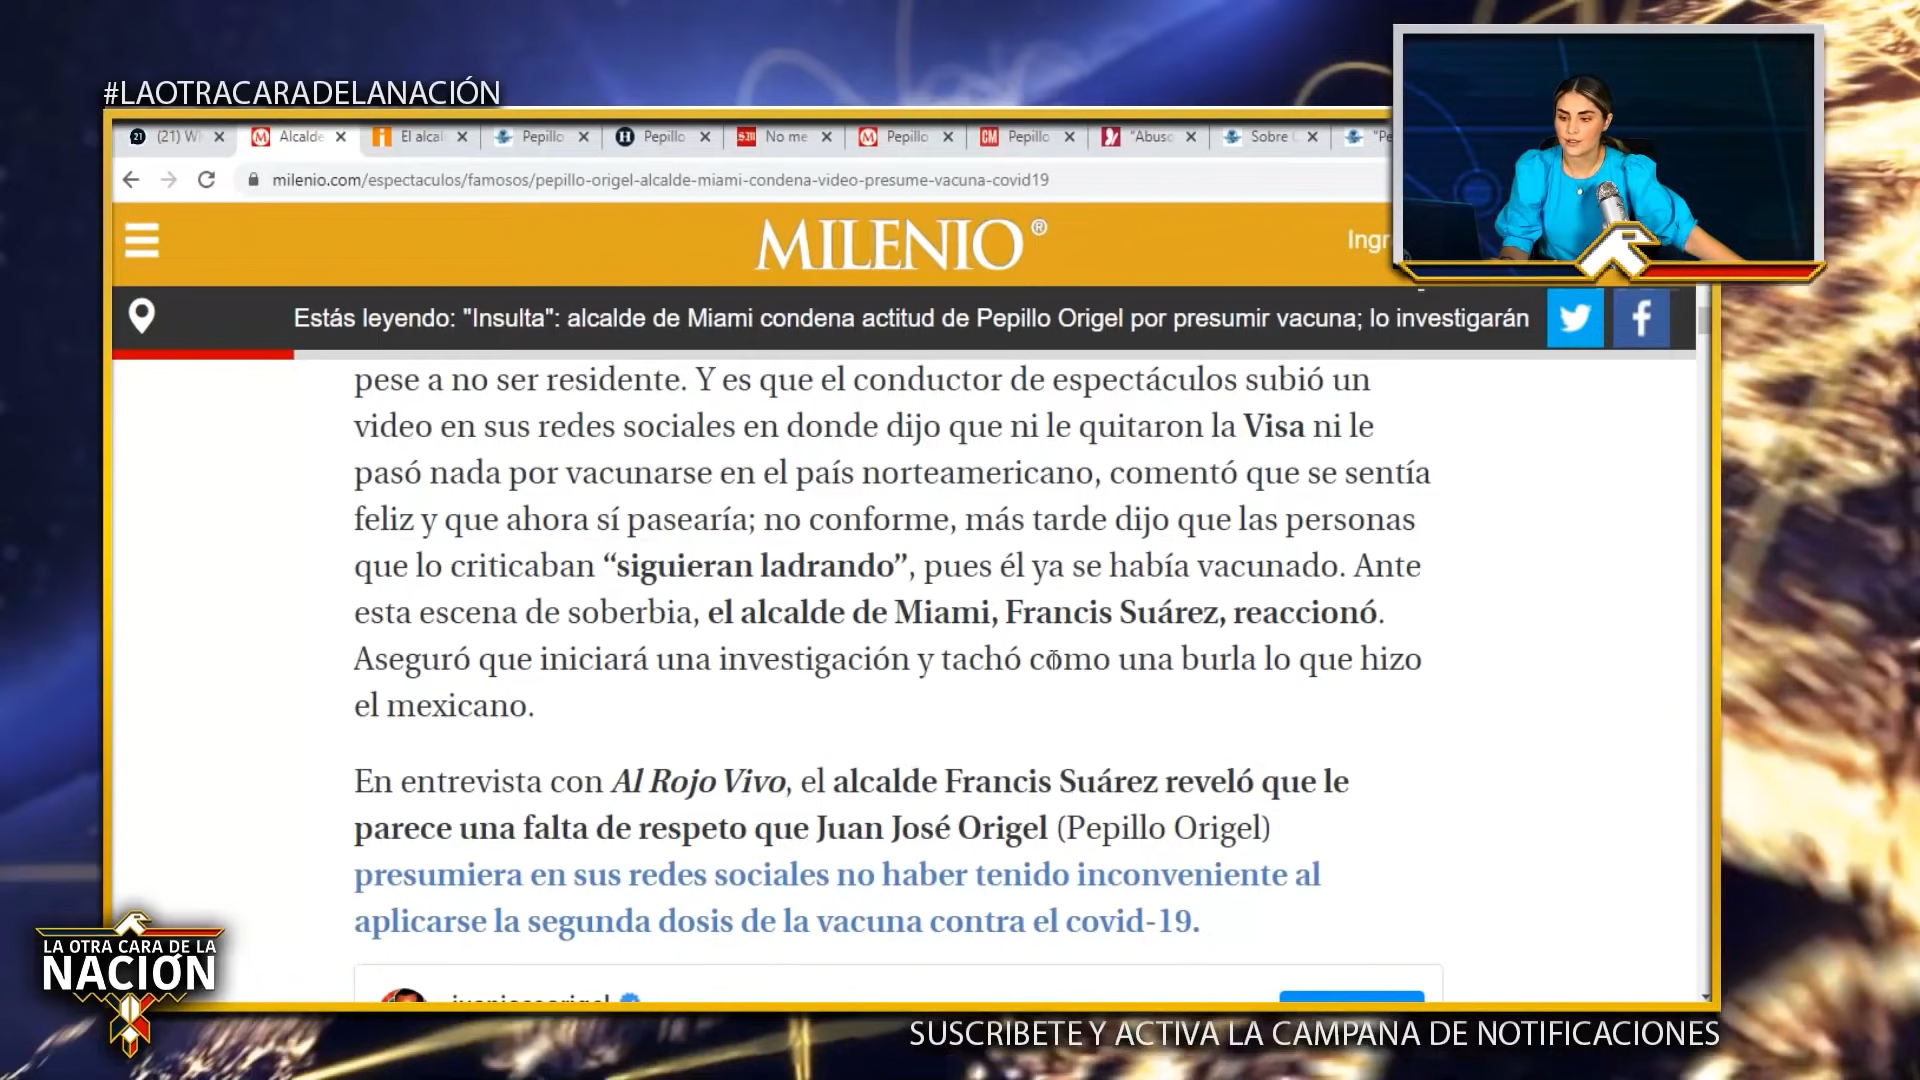 #LAOTRACARADELANACIÓN
(21) W
Alcalde
El alcal
Pepillo
Pepillo
No me
Pepillo
Pepillo
"Abuso
Sobre
"Pe
milenio.com/espectaculos/famosos/pepillo-origel-alcalde-miami-condena-video-presume-vacuna-covid19
MILENIO®
Ingr
Estás leyendo: "Insulta": alcalde de Miami condena actitud de Pepillo Origel por presumir vacuna; lo investigarán
pese a no ser residente. Y es que el conductor de espectáculos subió un
video en sus redes sociales en donde dijo que ni le quitaron la Visa ni le
pasó nada por vacunarse en el país norteamericano, comentó que se sentía
feliz y que ahora sí pasearía; no conforme, más tarde dijo que las personas
que lo criticaban “siguieran ladrando”, pues él ya se había vacunado. Ante
esta escena de soberbia, el alcalde de Miami, Francis Suárez, reaccionó.
Aseguró que iniciará una investigación y tachó como una burla lo que hizo
el mexicano.
En entrevista con Al Rojo Vivo, el alcalde Francis Suárez reveló que le
parece una falta de respeto que Juan José Origel (Pepillo Origel)
presumiera en sus redes sociales no haber tenido inconveniente al
aplicarse la segunda dosis de la vacuna contra el covid-19.
LA OTRA CARA DE LA
NACIÓN
SUSCRIBETE Y ACTIVA LA CAMPANA DE NOTIFICACIONES